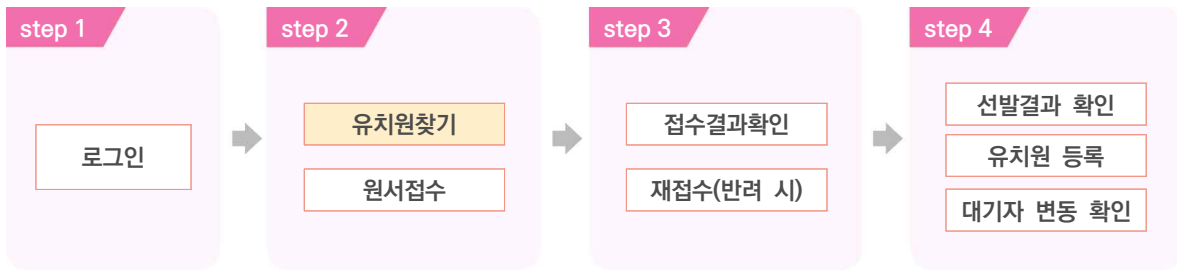 step 1
로그인
step 2
유치원찾기
원서접수
step 3
접수결과확인
재접수(반려 시)
step 4
선발결과 확인
유치원 등록
대기자 변동 확인